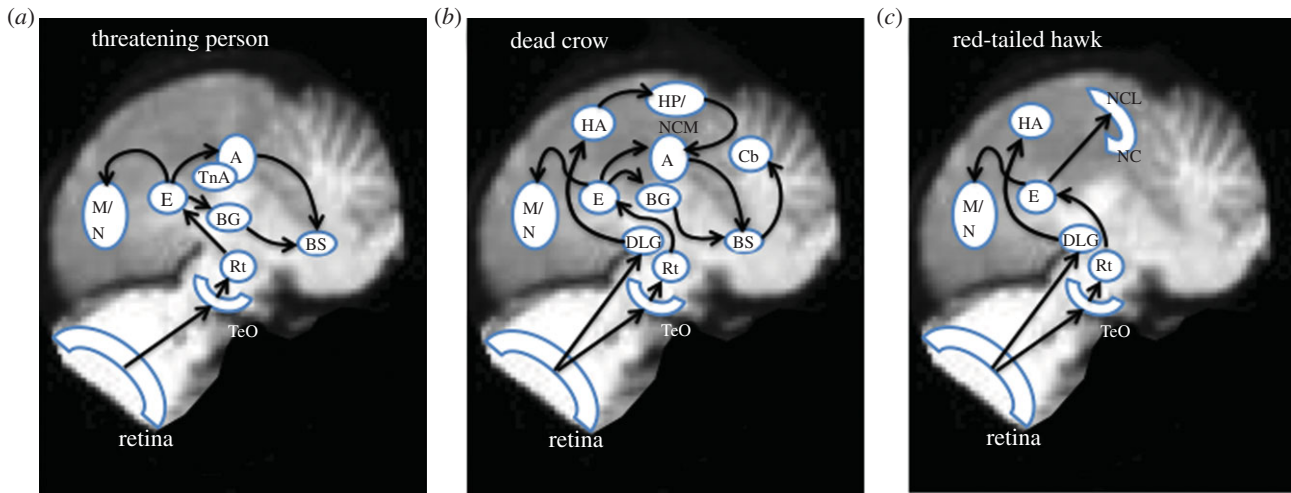 (a)
threatening person
A
TnA
E
M/
N
BG
BS
Rt
TeO
retina
(b)
dead crow
HP/
HA
NCM
A
Cb
E
BG
M/
N
DLG
BS
Rt
TeO
retina
(c)
red-tailed hawk
NCL
HA
NC
E
M/
N
DLG
Rt
TeO
retina